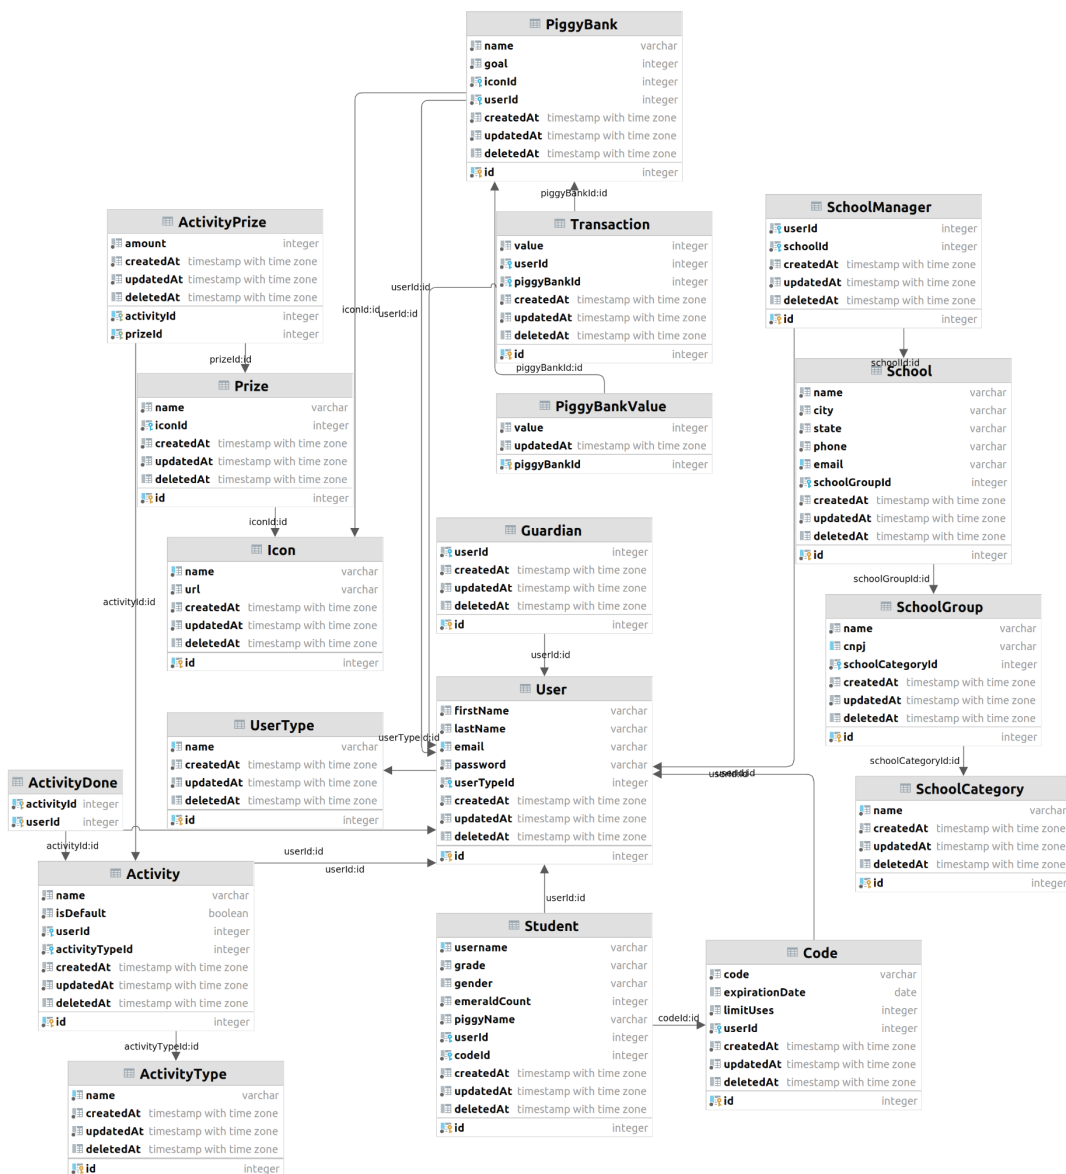 PiggyBank
name varchar
goal integer
iconId integer
userId integer
createdAt timestamp with time zone
updatedAt timestamp with time zone
deletedAt timestamp with time zone
id integer
piggyBankId:id
Transaction
value integer
userId integer
piggyBankId integer
createdAt timestamp with time zone
updatedAt timestamp with time zone
deletedAt timestamp with time zone
id integer
userId:id
iconId:id
userId:id
piggyBankId:id
PiggyBankValue
value integer
updatedAt timestamp with time zone
piggyBankId integer
SchoolManager
userId integer
schoolId integer
createdAt timestamp with time zone
updatedAt timestamp with time zone
deletedAt timestamp with time zone
id integer
schoolId:id
School
name varchar
city varchar
state varchar
phone varchar
email varchar
schoolGroupId integer
createdAt timestamp with time zone
updatedAt timestamp with time zone
deletedAt timestamp with time zone
id integer
schoolGroupId:id
SchoolGroup
name varchar
cnpj varchar
schoolCategoryId integer
createdAt timestamp with time zone
updatedAt timestamp with time zone
deletedAt timestamp with time zone
id integer
schoolCategoryId:id
SchoolCategory
name varchar
createdAt timestamp with time zone
updatedAt timestamp with time zone
deletedAt timestamp with time zone
id integer
ActivityPrize
amount integer
createdAt timestamp with time zone
updatedAt timestamp with time zone
deletedAt timestamp with time zone
activityId integer
prizeId integer
prizeId:id
Prize
name varchar
iconId integer
createdAt timestamp with time zone
updatedAt timestamp with time zone
deletedAt timestamp with time zone
id integer
iconId:id
Icon
name varchar
url varchar
createdAt timestamp with time zone
updatedAt timestamp with time zone
deletedAt timestamp with time zone
id integer
activityId:id
Guardian
userId integer
createdAt timestamp with time zone
updatedAt timestamp with time zone
deletedAt timestamp with time zone
id integer
userId:id
User
firstName varchar
lastName varchar
email varchar
password varchar
userTypeId integer
createdAt timestamp with time zone
updatedAt timestamp with time zone
deletedAt timestamp with time zone
id integer
UserType
name varchar
createdAt timestamp with time zone
updatedAt timestamp with time zone
deletedAt timestamp with time zone
id integer
ActivityDone
activityId integer
userId integer
activityId:id
userId:id
userId:id
Activity
name varchar
isDefault boolean
userId integer
activityTypeId integer
createdAt timestamp with time zone
updatedAt timestamp with time zone
deletedAt timestamp with time zone
id integer
activityTypeId:id
ActivityType
name varchar
createdAt timestamp with time zone
updatedAt timestamp with time zone
deletedAt timestamp with time zone
id integer
userId:id
Student
username varchar
grade varchar
gender varchar
emeraldCount integer
piggyName varchar
userId integer
codeId integer
createdAt timestamp with time zone
updatedAt timestamp with time zone
deletedAt timestamp with time zone
id integer
codeId:id
Code
code varchar
expirationDate date
limitUses integer
userId integer
createdAt timestamp with time zone
updatedAt timestamp with time zone
deletedAt timestamp with time zone
id integer